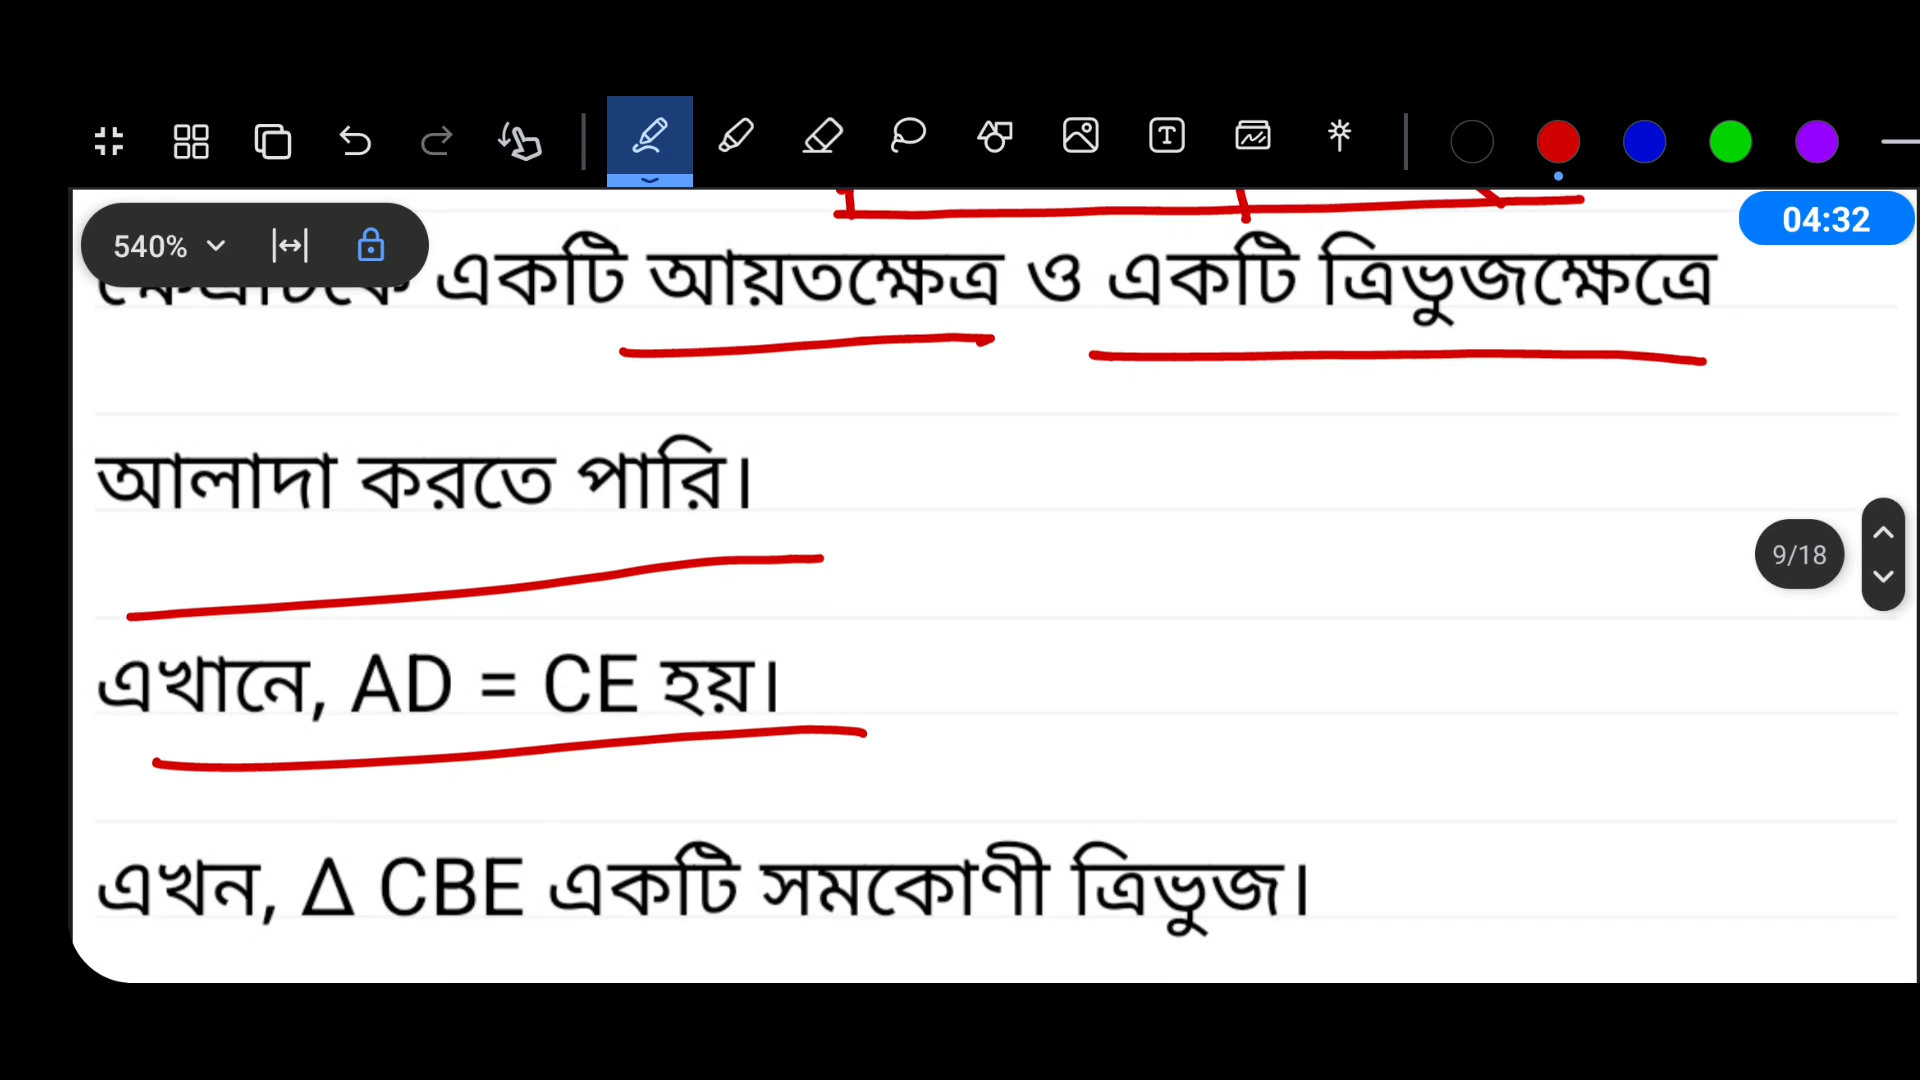 04:32
540%
একটি আয়তক্ষেত্র ও একটি ত্রিভুজক্ষেত্রে
আলাদা করতে পারি।
9/18
এখানে, AD = CE হয়।
এখন, Δ CBE একটি সমকোণী ত্রিভুজ।